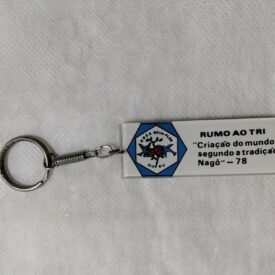 RUMO AO TRI
"Criação do mundo
segundo a tradição
Nagô" — 78